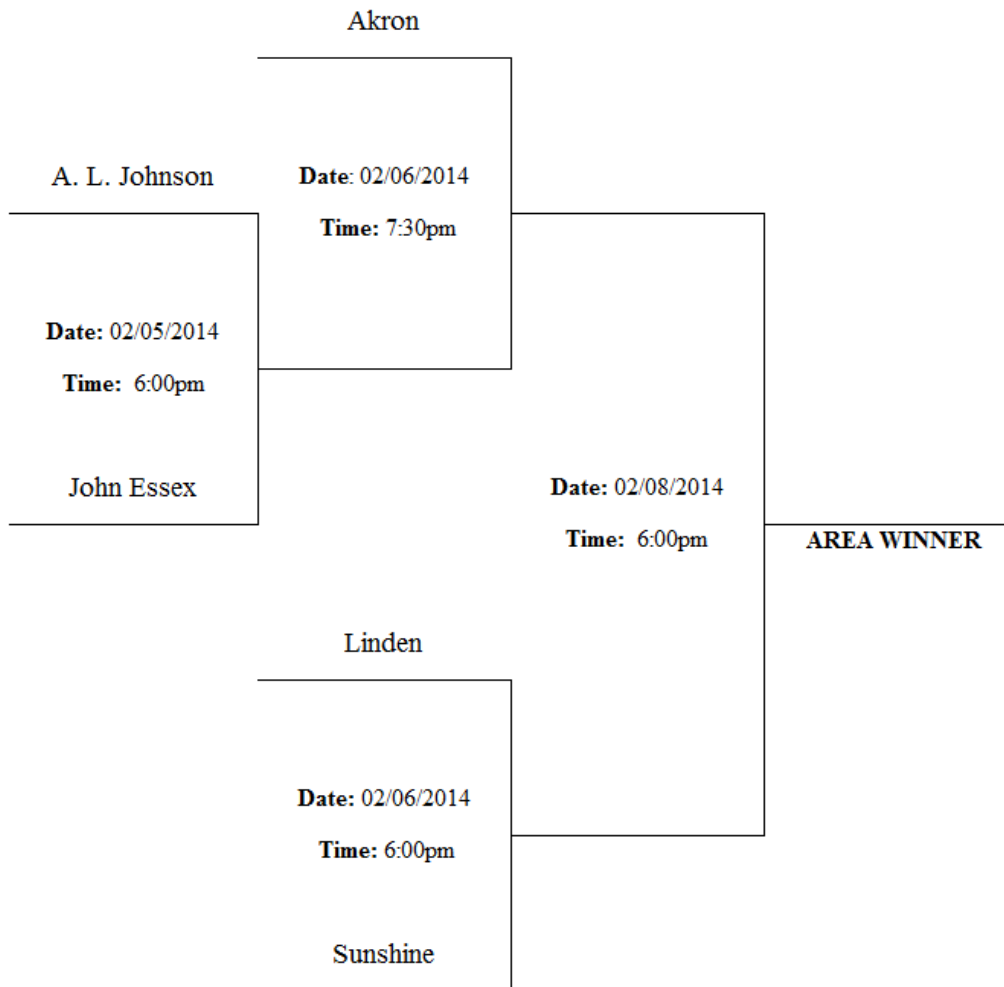 Akron
A. L. Johnson
Date: 02/06/2014
Time: 7:30pm
Date: 02/05/2014
Time: 6:00pm
John Essex
Date: 02/08/2014
Time: 6:00pm
AREA WINNER
Linden
Date: 02/06/2014
Time: 6:00pm
Sunshine